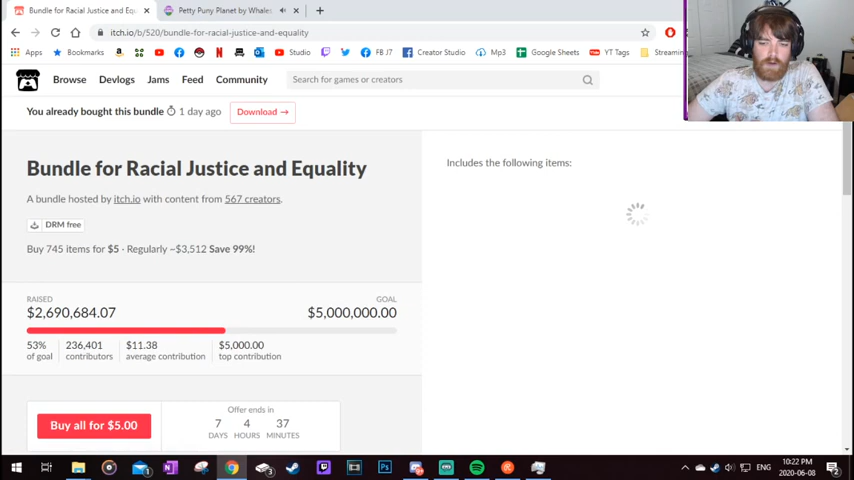 Bundle for Racial Justice and Equ
Petty Puny Planet by Whales
itch.io/b/520/bundle-for-racial-justice-and-equality
Apps
Bookmarks
Studio
FB J7
Creator Studio
Mp3
Google Sheets
YT Tags
Streaming
Browse
Devlogs
Jams
Feed
Community
Search for games or creators
You already bought this bundle 1 day ago
Download →
Bundle for Racial Justice and Equality
A bundle hosted by itch.io with content from 567 creators.
DRM free
Buy 745 items for $5 · Regularly ~$3,512 Save 99%!
Includes the following items:
RAISED
GOAL
$2,690,684.07
$5,000,000.00
53%
of goal
236,401
contributors
$11.38
average contribution
$5,000.00
top contribution
Buy all for $5.00
Offer ends in
7
DAYS
4
HOURS
37
MINUTES
ENG
10:22 PM
2020-06-08